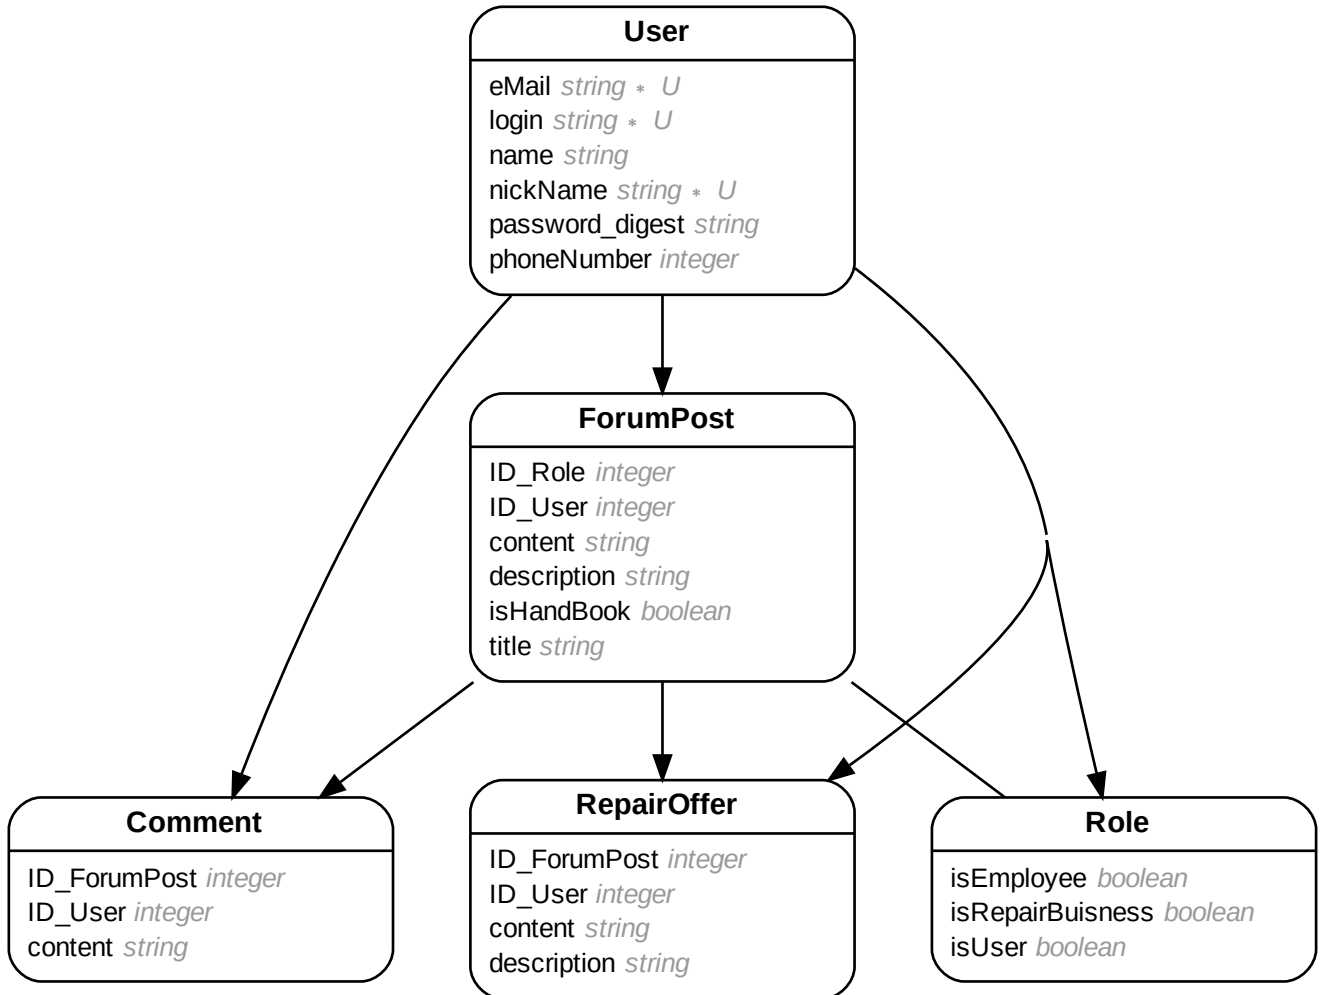 User
eMail string * U
login string * U
name string
nickName string * U
password_digest string
phoneNumber integer
ForumPost
ID_Role integer
ID_User integer
content string
description string
isHandBook boolean
title string
Comment
ID_ForumPost integer
ID_User integer
content string
RepairOffer
ID_ForumPost integer
ID_User integer
content string
description string
Role
isEmployee boolean
isRepairBuisness boolean
isUser boolean